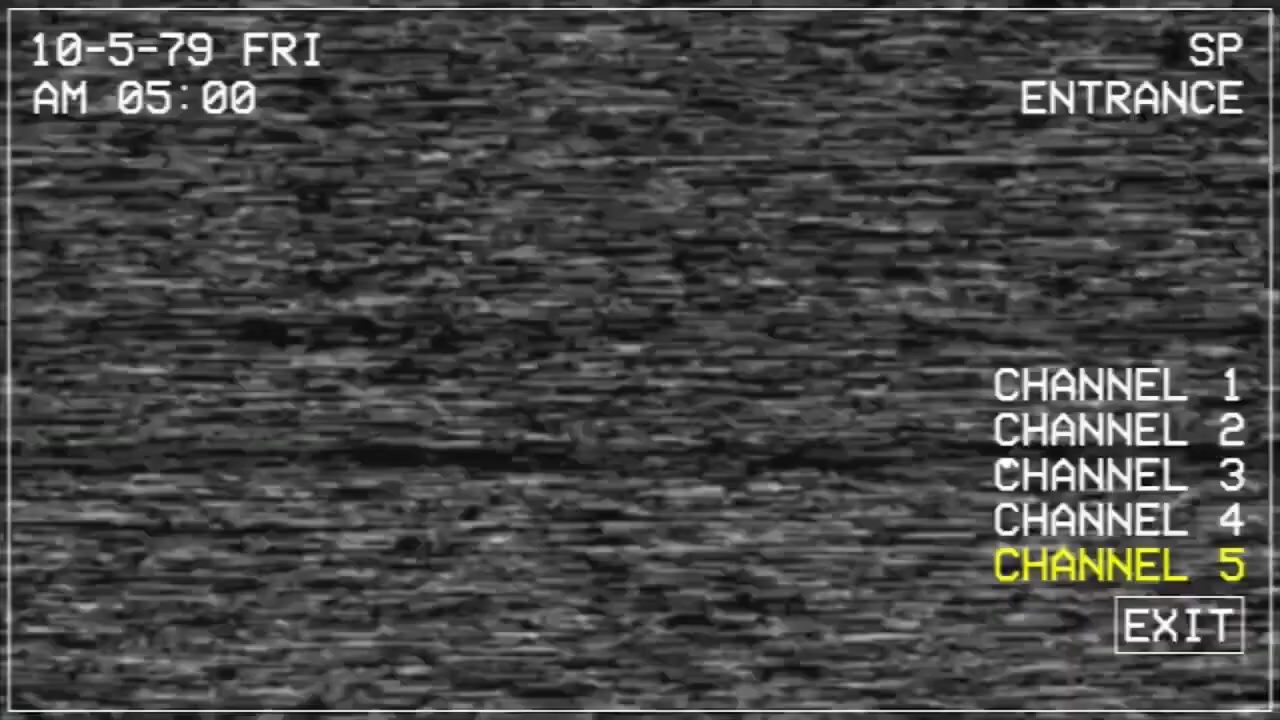 10-5-79 FRI
AM 05:00
SP
ENTRANCE
CHANNEL 1
CHANNEL 2
CHANNEL 3
CHANNEL 4
CHANNEL 5
EXIT